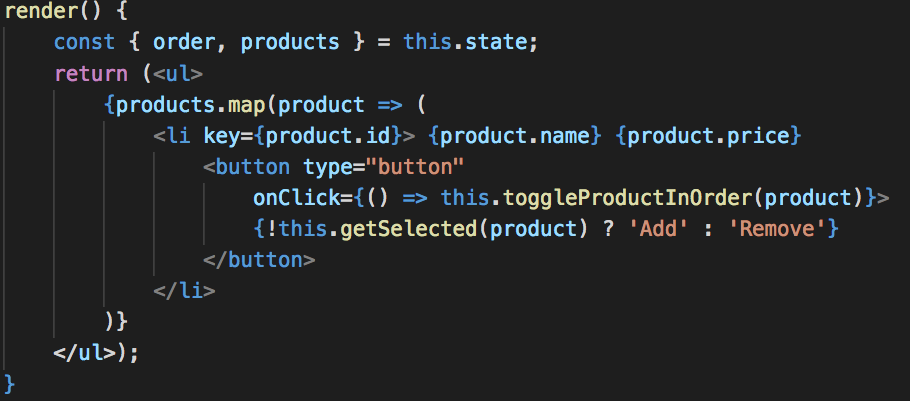 render() {
    const { order, products } = this.state;
    return (<ul>
        {products.map(product => (
            <li key={product.id}> {product.name} {product.price}
                <button type="button"
                    onClick={() => this.toggleProductInOrder(product)}>
                    {!this.getSelected(product) ? 'Add' : 'Remove'}
                </button>
            </li>
        )}
    </ul>);
}